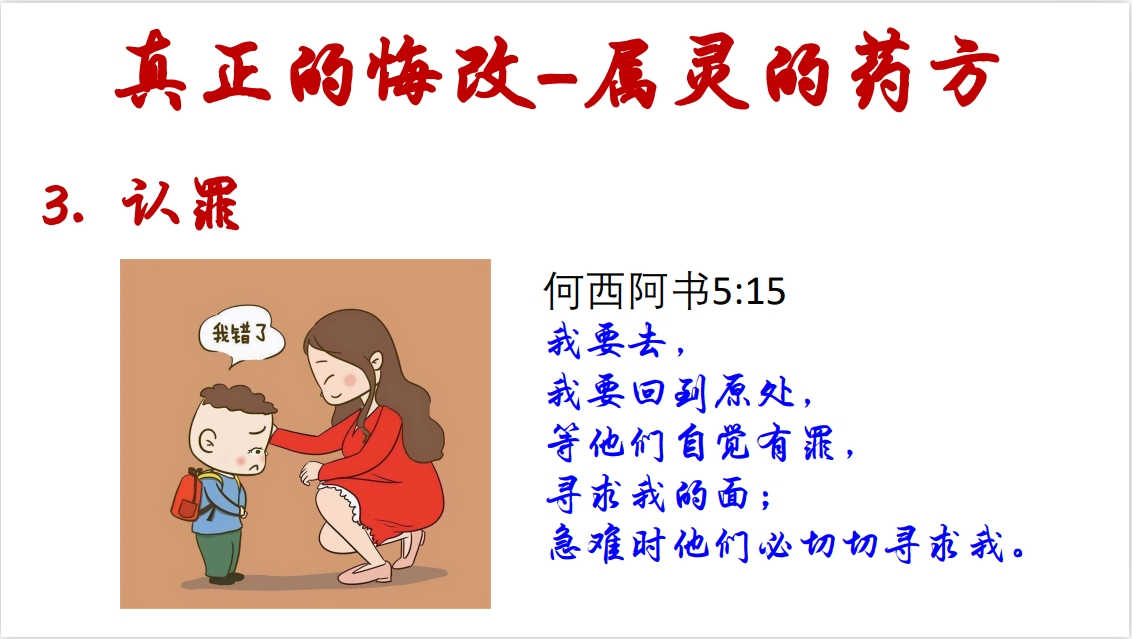 真正的悔改-属灵的药方
3. 认罪
我错了
何西阿书5:15
我要去，
我要回到原处，
等他们自觉有罪，
寻求我的面；
急难时他们必切切寻求我。